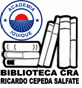 ACADEMIA
IQUIQUE
BIBLIOTECA CRA
RICARDO CEPEDA SALFATE